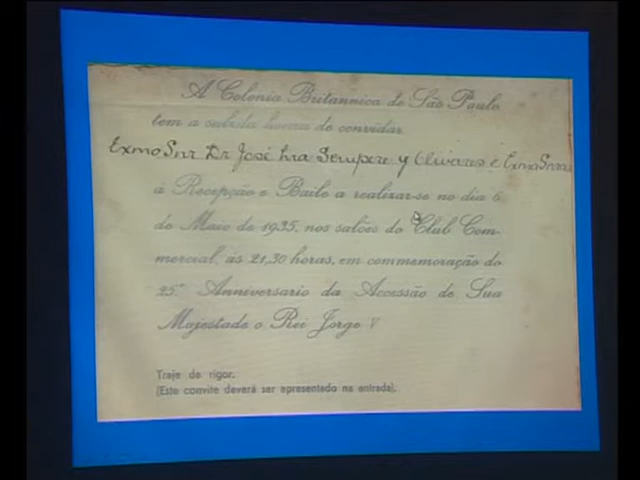 A Colonia Britannica de São Paulo
tem a subida honra de convidar
Exmo Snr Dr José Sempere y Olivares e Exma Snra
á Recepção e Baile a realizar-se no dia 6
de Maio de 1935, nos salões do Club Com-
mercial, ás 21,30 horas, em commemoração do
25º Anniversario da Accessão de Sua
Majestade o Rei Jorge V
Traje de rigor.
(Este convite deverá ser apresentado na entrada).